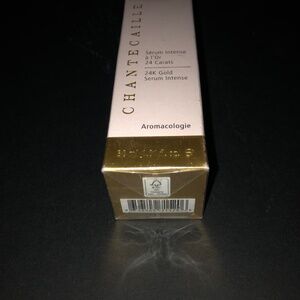 CHANTECAILLE
Sérum Intense
à l'Or
24 Carats
24K Gold
Serum Intense
Aromacologie